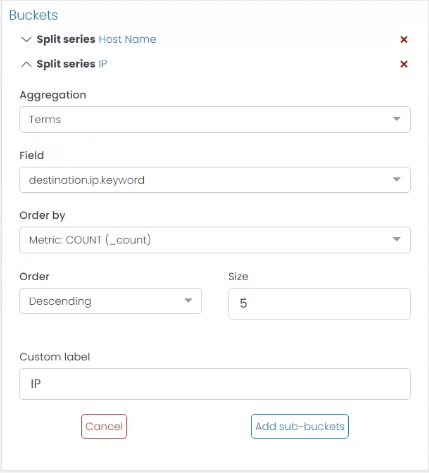 Buckets
Split series Host Name
Split series IP
Aggregation
Terms
Field
destination.ip.keyword
Order by
Metric: COUNT (_count)
Order Size
Descending 5
Custom label
IP
Cancel Add sub-buckets